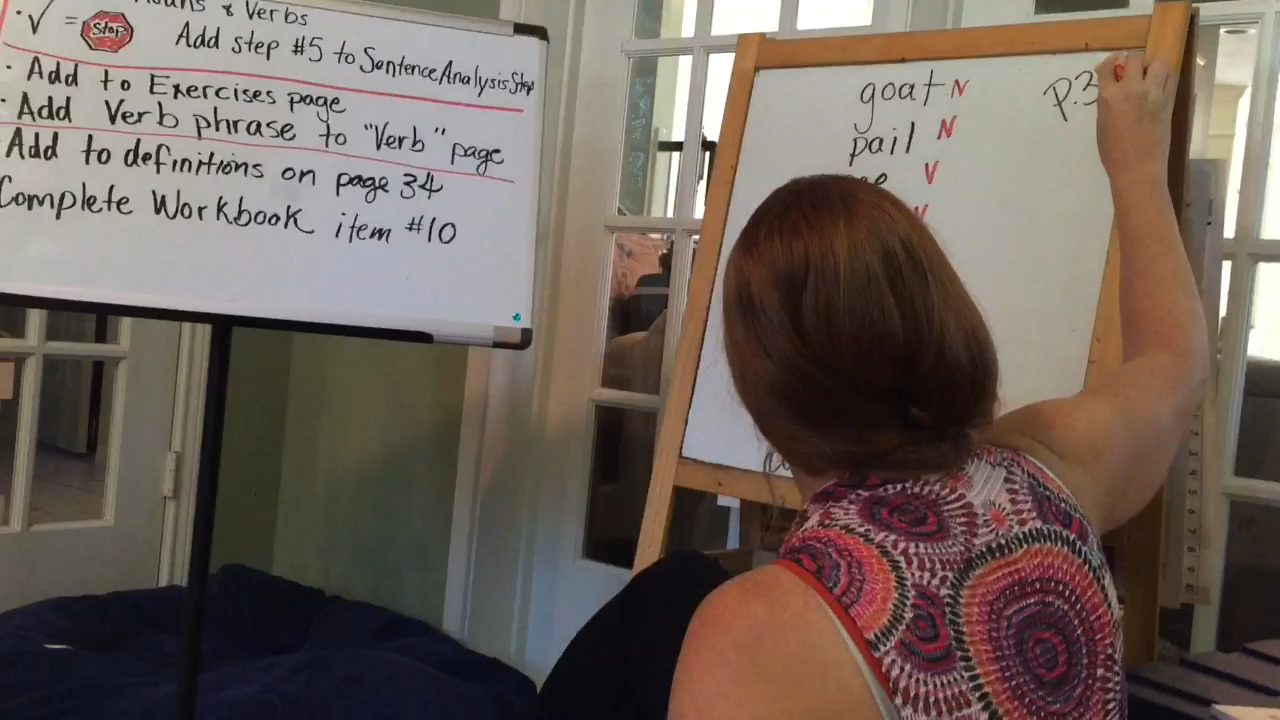 Nouns & Verbs
· √ = Stop Add step #5 to Sentence Analysis Step
· Add to Exercises page
· Add Verb phrase to "Verb" page
Add to definitions on page 34
Complete Workbook item #10
goat N
pail N
V
V
p.3